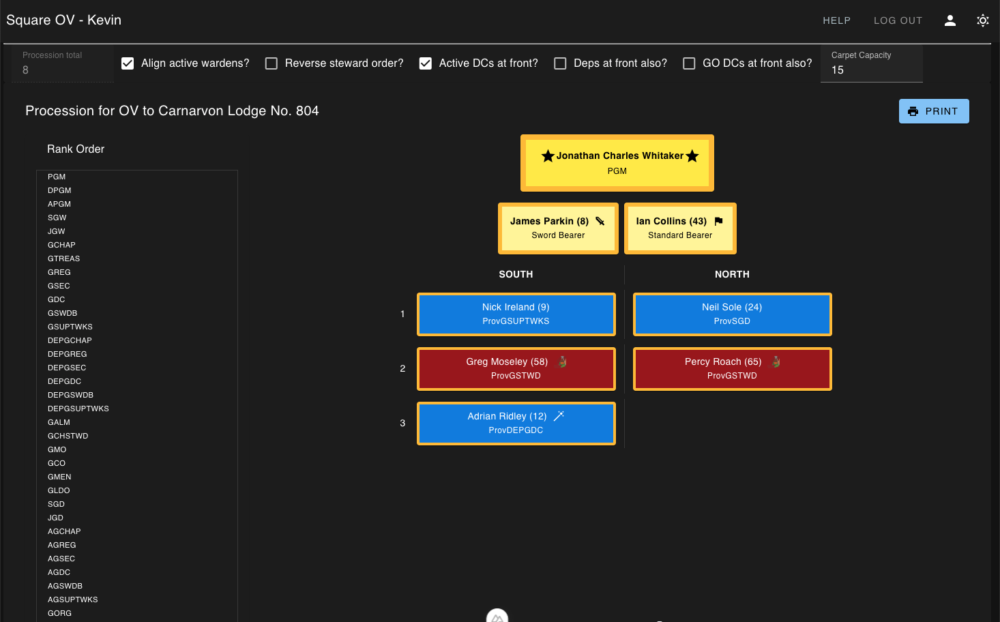 Square OV - Kevin
HELP
LOG OUT
Procession total
8
Align active wardens?
Reverse steward order?
Active DCs at front?
Deps at front also?
GO DCs at front also?
Carpet Capacity
15
Procession for OV to Carnarvon Lodge No. 804
PRINT
Rank Order
PGM
DPGM
APGM
SGW
JGW
GCHAP
GTREAS
GREG
GSEC
GDC
GSWDB
GSUPTWKS
DEPGCHAP
DEPGREG
DEPGSEC
DEPGDC
DEPGSWDB
DEPGSUPTWKS
GALM
GCHSTWD
GMO
GCO
GMEN
GLDO
SGD
JGD
AGCHAP
AGREG
AGSEC
AGDC
AGSWDB
AGSUPTWKS
GORG
Jonathan Charles Whitaker
PGM
James Parkin (8)
Sword Bearer
Ian Collins (43)
Standard Bearer
SOUTH
NORTH
1
Nick Ireland (9)
ProvGSUPTWKS
Neil Sole (24)
ProvSGD
2
Greg Moseley (58)
ProvGSTWD
Percy Roach (65)
ProvGSTWD
3
Adrian Ridley (12)
ProvDEPGDC